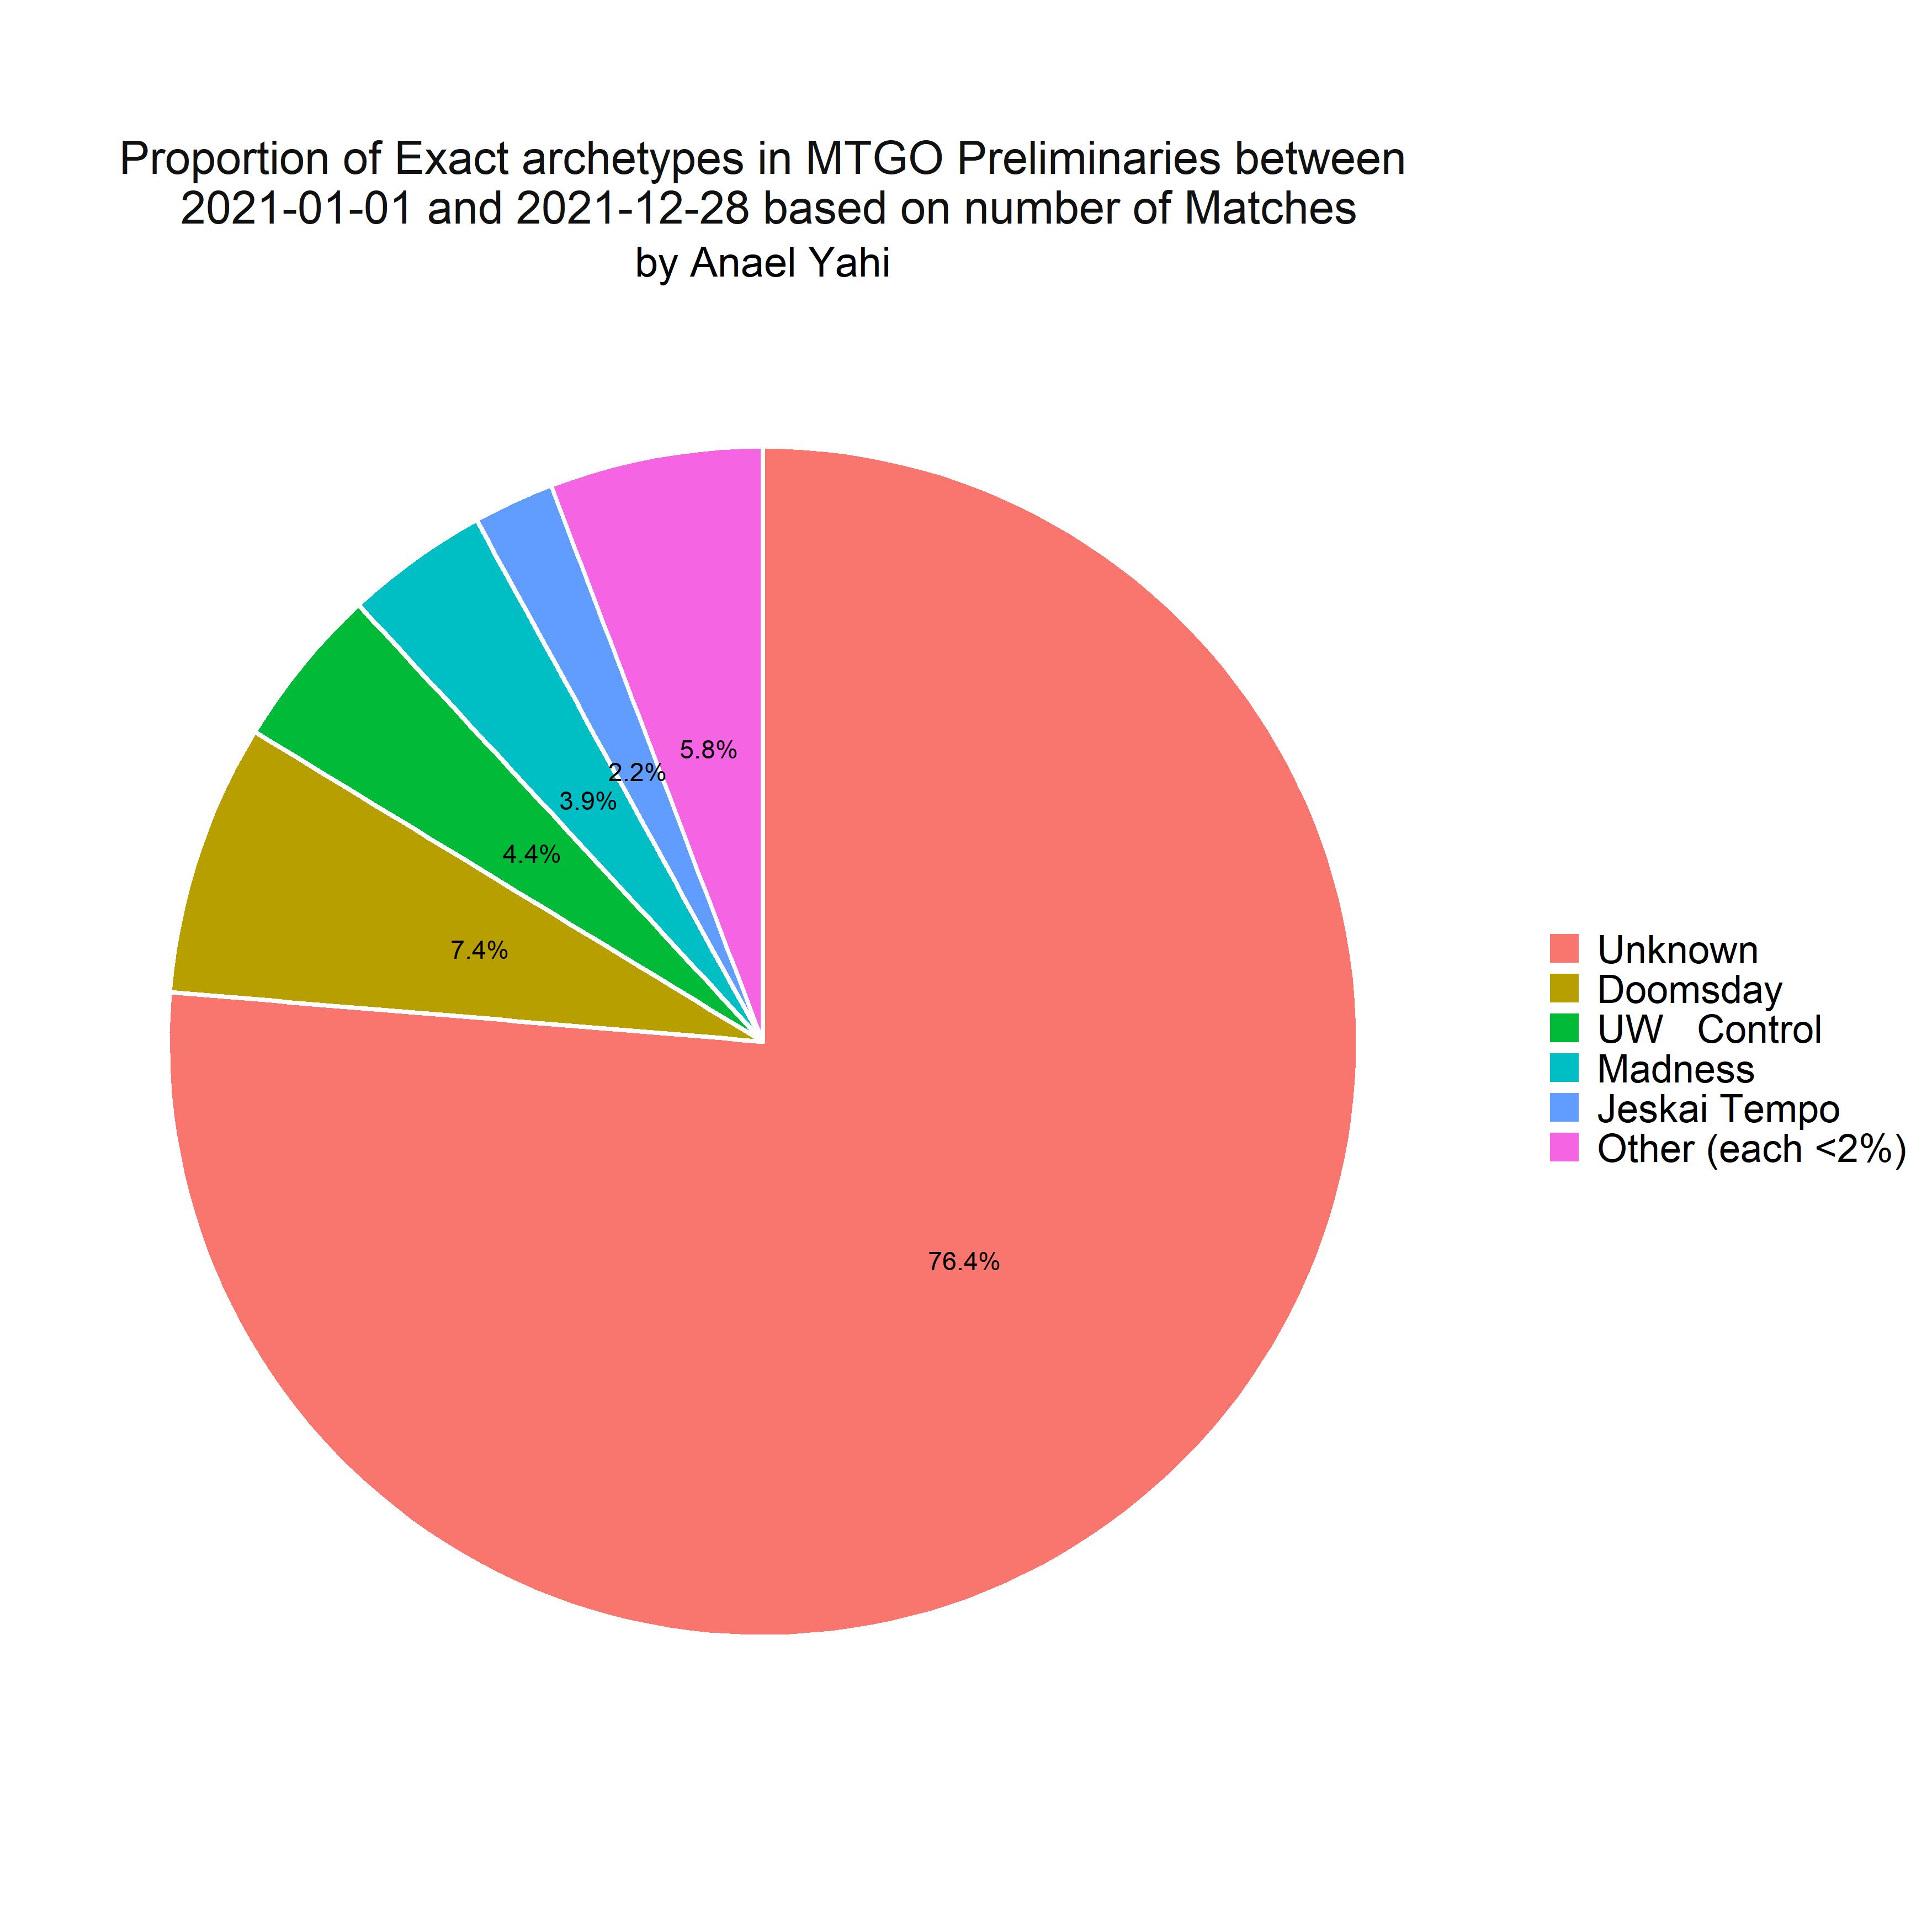 Proportion of Exact archetypes in MTGO Preliminaries between
2021-01-01 and 2021-12-28 based on number of Matches
by Anael Yahi
5.8%
2.2%
3.9%
4.4%
7.4%
76.4%
Unknown
Doomsday
UW   Control
Madness
Jeskai Tempo
Other (each <2%)